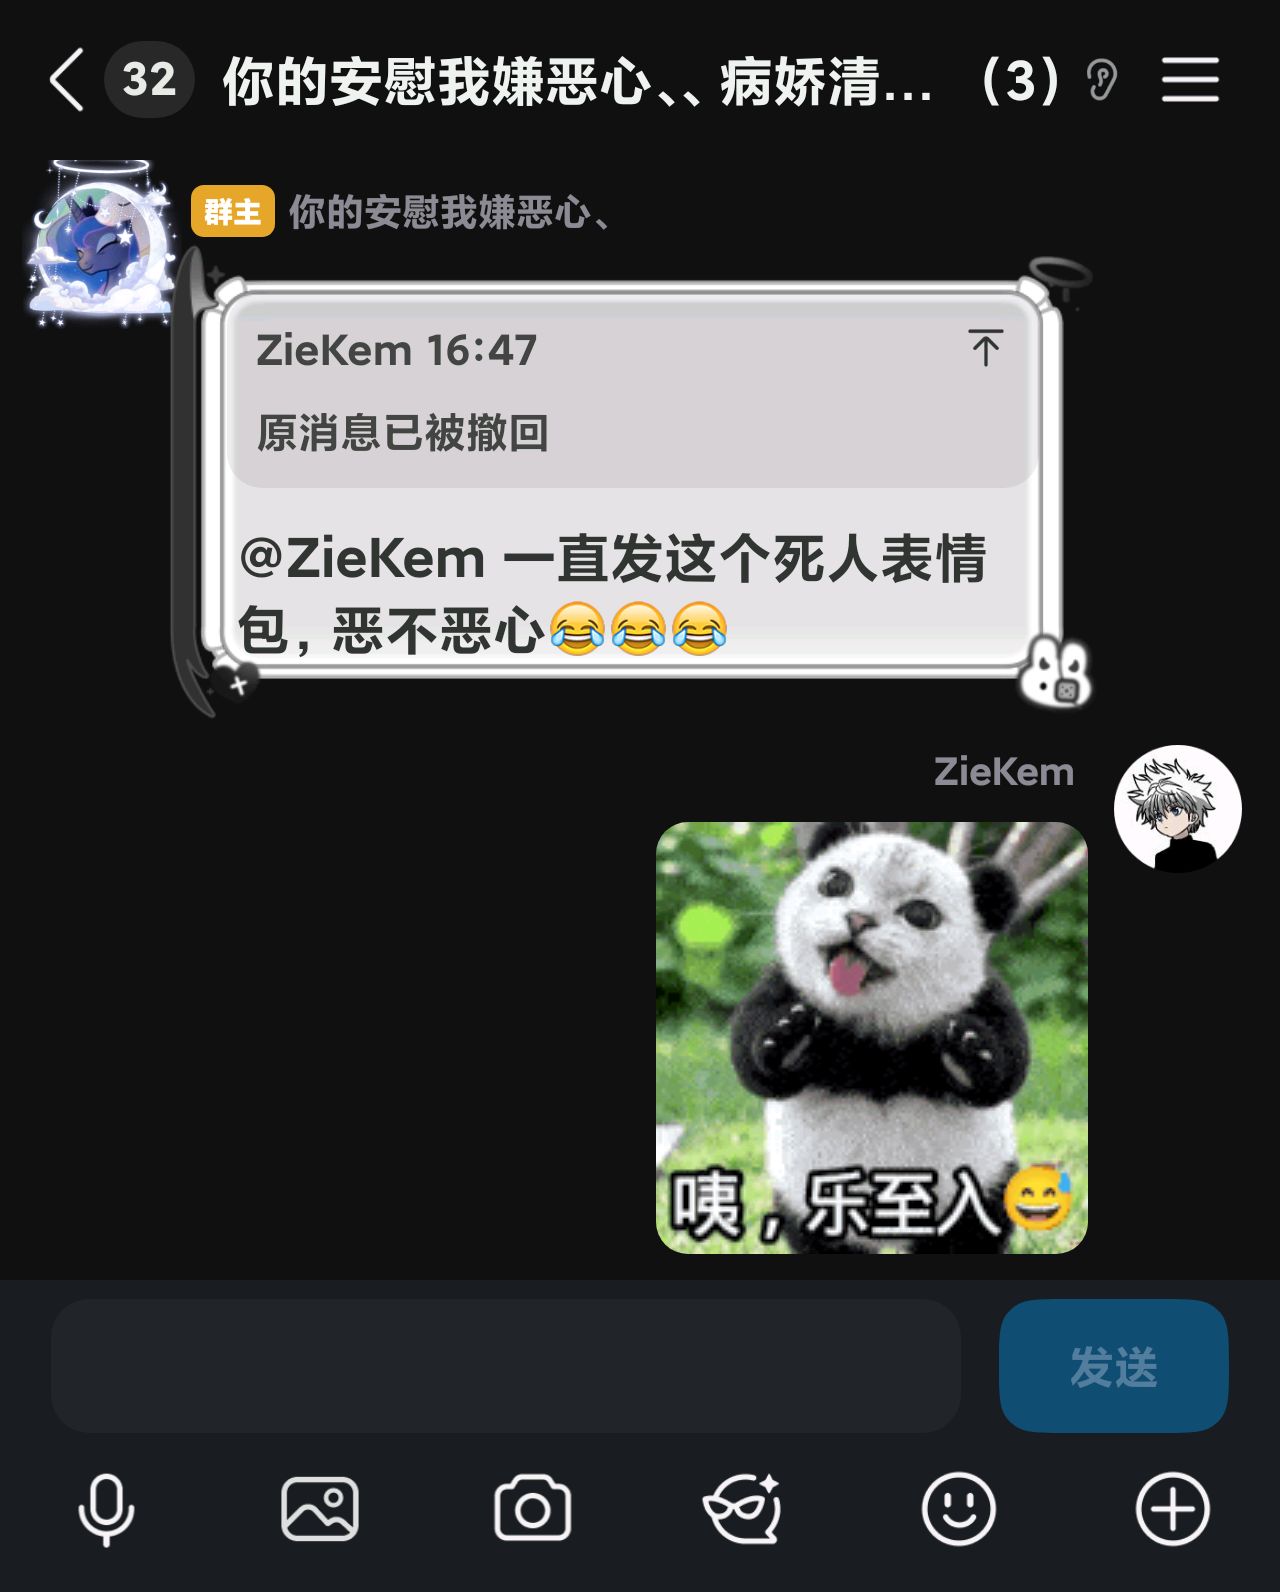 32 你的安慰我嫌恶心、、病娇清... （3）
群主 你的安慰我嫌恶心、
ZieKem 16:47
原消息已被撤回
@ZieKem 一直发这个死人表情
包，恶不恶心😂😂😂
ZieKem
咦，乐至入😅
发送